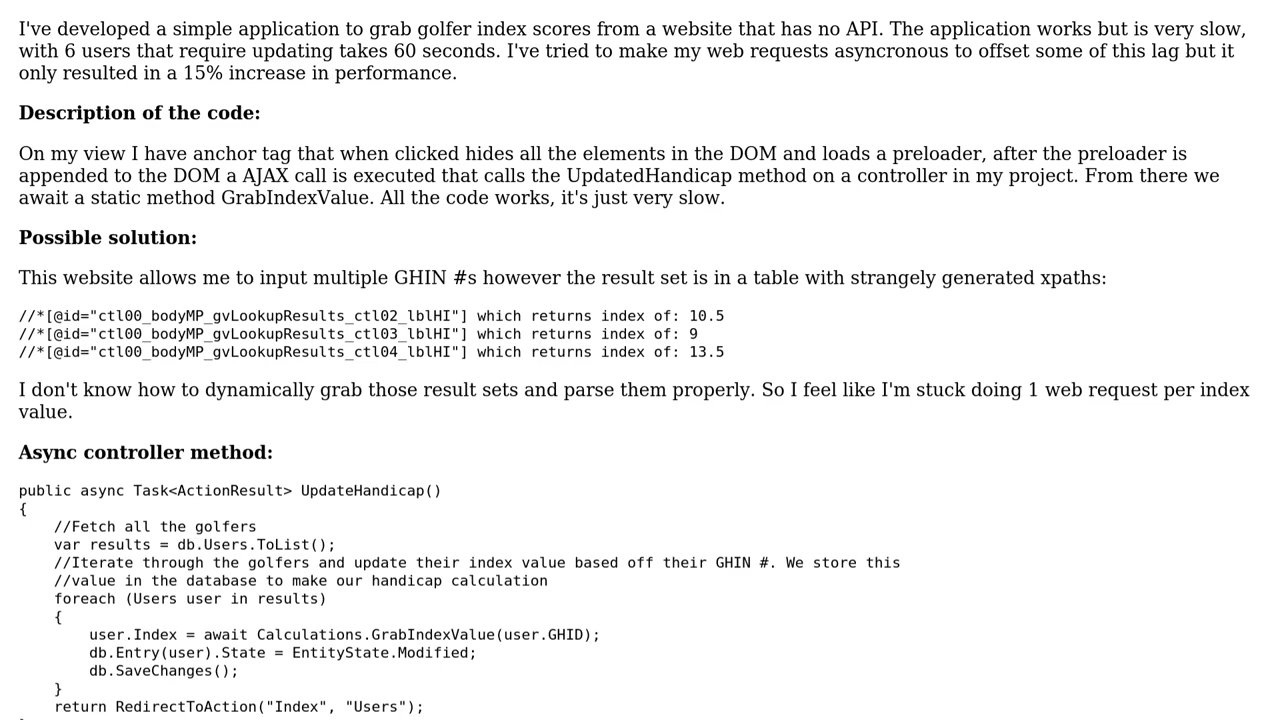 I've developed a simple application to grab golfer index scores from a website that has no API. The application works but is very slow,
with 6 users that require updating takes 60 seconds. I've tried to make my web requests asyncronous to offset some of this lag but it
only resulted in a 15% increase in performance.
Description of the code:
On my view I have anchor tag that when clicked hides all the elements in the DOM and loads a preloader, after the preloader is
appended to the DOM a AJAX call is executed that calls the UpdatedHandicap method on a controller in my project. From there we
await a static method GrabIndexValue. All the code works, it's just very slow.
Possible solution:
This website allows me to input multiple GHIN #s however the result set is in a table with strangely generated xpaths:
//*[@id="ctl00_bodyMP_gvLookupResults_ctl02_lblHI"] which returns index of: 10.5
//*[@id="ctl00_bodyMP_gvLookupResults_ctl03_lblHI"] which returns index of: 9
//*[@id="ctl00_bodyMP_gvLookupResults_ctl04_lblHI"] which returns index of: 13.5
I don't know how to dynamically grab those result sets and parse them properly. So I feel like I'm stuck doing 1 web request per index
value.
Async controller method:
public async Task<ActionResult> UpdateHandicap()
{
    //Fetch all the golfers
    var results = db.Users.ToList();
    //Iterate through the golfers and update their index value based off their GHIN #. We store this
    //value in the database to make our handicap calculation
    foreach (Users user in results)
    {
        user.Index = await Calculations.GrabIndexValue(user.GHID);
        db.Entry(user).State = EntityState.Modified;
        db.SaveChanges();
    }
    return RedirectToAction("Index", "Users");